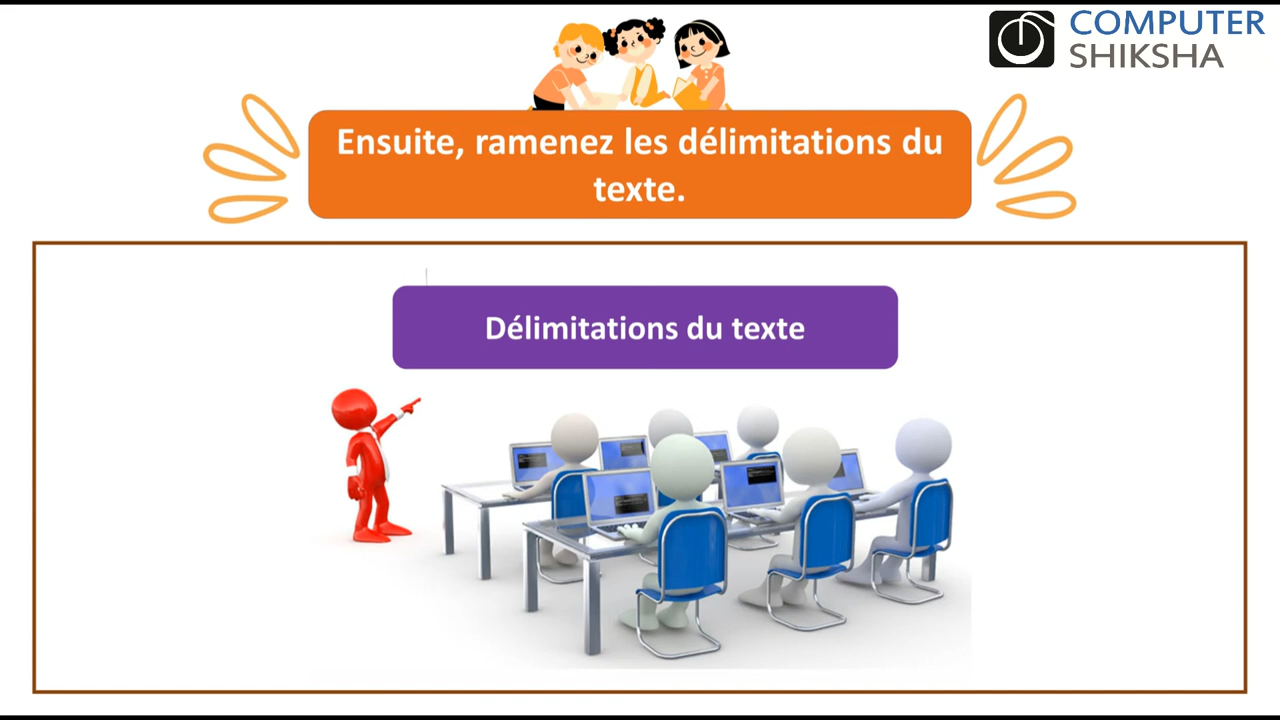 COMPUTER
SHIKSHA
Ensuite, ramenez les délimitations du
texte.
Délimitations du texte